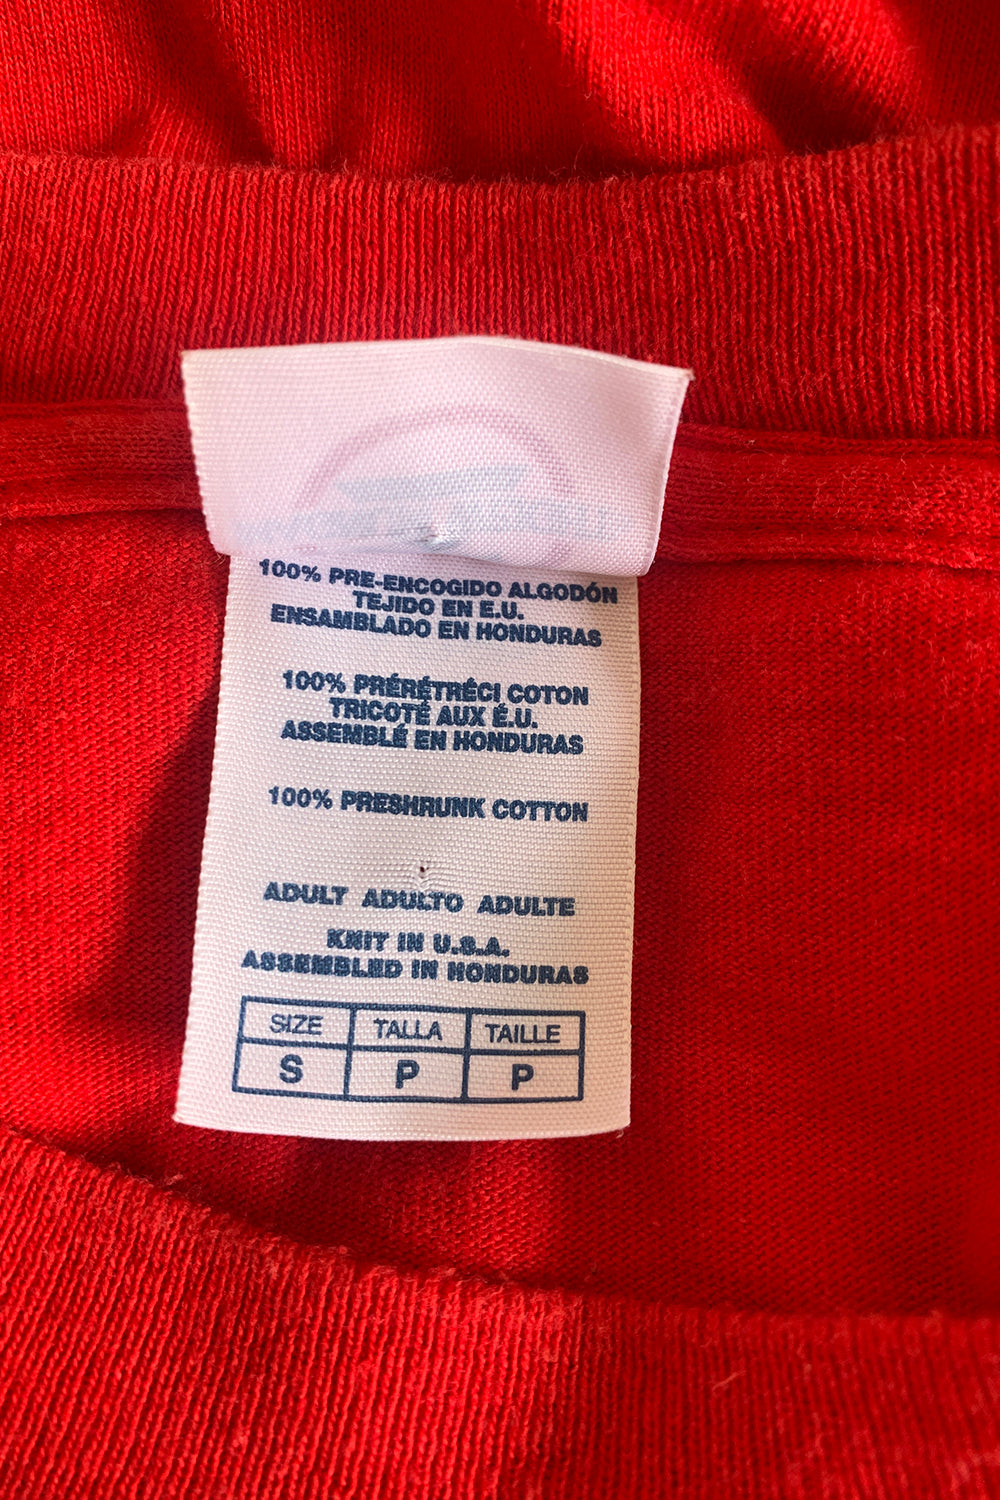 100% PRE-ENCOGIDO ALGODÓN
TEJIDO EN E.U.
ENSAMBLADO EN HONDURAS
100% PRÉRÉTRÉCI COTON
TRICOTÉ AUX É.U.
ASSEMBLÉ EN HONDURAS
100% PRESHRUNK COTTON
ADULT ADULTO ADULTE
KNIT IN U.S.A.
ASSEMBLED IN HONDURAS
SIZE TALLA TAILLE
S P P